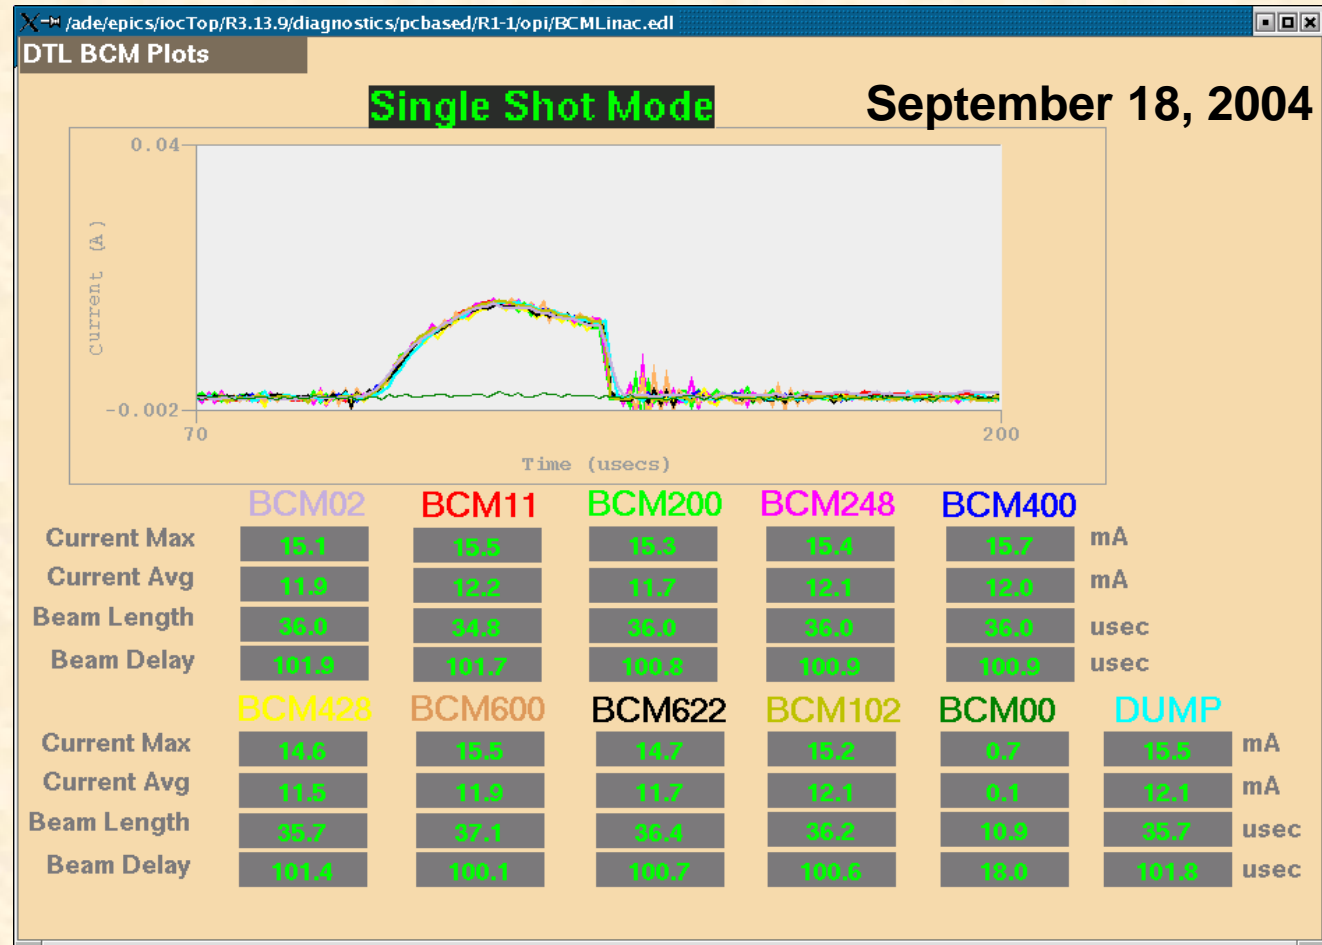 /ade/epics/iocTop/R3.13.9/diagnostics/pcbased/R1-1/opi/BCMLinac.edl
DTL BCM Plots
Single Shot Mode
September 18, 2004
0.04
Current (A)
-0.002
70
200
Time (usecs)
BCM02 BCM11 BCM200 BCM248 BCM400
Current Max 15.1 15.5 15.3 15.4 15.7 mA
Current Avg 11.9 12.2 11.7 12.1 12.0 mA
Beam Length 36.0 34.8 36.0 36.0 36.0 usec
Beam Delay 101.9 101.7 100.8 100.9 100.9 usec
BCM428 BCM600 BCM622 BCM102 BCM00 DUMP
Current Max 14.6 15.5 14.7 15.2 0.7 15.5 mA
Current Avg 11.5 11.9 11.7 12.1 0.1 12.1 mA
Beam Length 35.7 37.1 36.4 36.2 10.9 35.7 usec
Beam Delay 101.4 100.1 100.7 100.6 18.0 101.8 usec